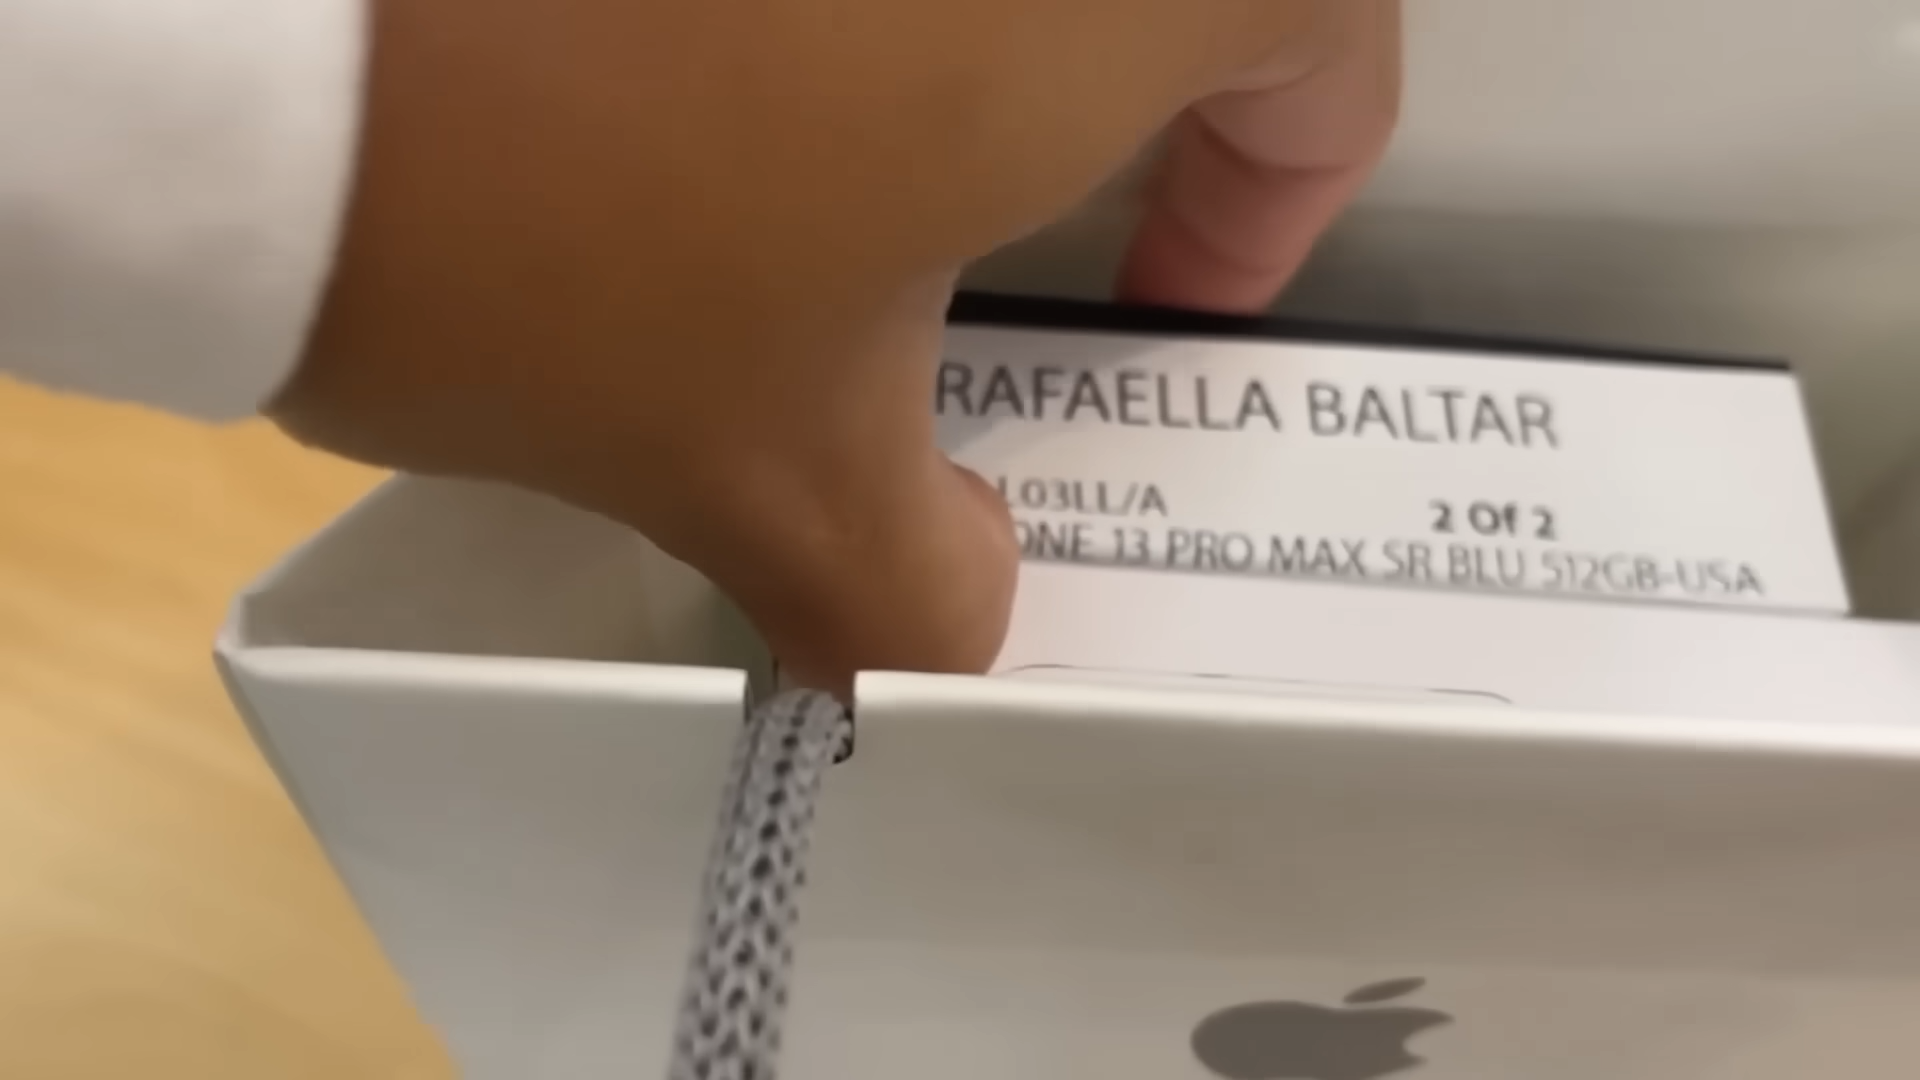 RAFAELLA BALTAR
L03LL/A 2 Of 2
ONE 13 PRO MAX SR BLU 512GB-USA